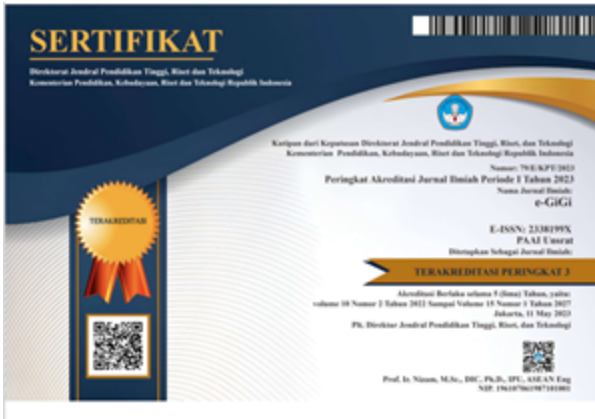 SERTIFIKAT
Direktorat Jendral Pendidikan Tinggi, Riset dan Teknologi
Kementerian Pendidikan, Kebudayaan, Riset dan Teknologi Republik Indonesia
Kutipan dari Keputusan Direktorat Jendral Pendidikan Tinggi, Riset, dan Teknologi
Kementerian Pendidikan, Kebudayaan, Riset dan Teknologi Republik Indonesia
Nomor: 79/E/KPT/2023
Peringkat Akreditasi Jurnal Ilmiah Periode I Tahun 2023
Nama Jurnal Ilmiah:
e-GiGi
E-ISSN: 2338199X
PAAI Unsrat
Ditetapkan Sebagai Jurnal Ilmiah:
TERAKREDITASI
TERAKREDITASI PERINGKAT 3
Akreditasi Berlaku selama 5 (lima) Tahun, yaitu:
volume 10 Nomor 2 Tahun 2022 Sampai Volume 15 Nomor 1 Tahun 2027
Jakarta, 11 May 2023
Plt. Direktur Jendral Pendidikan Tinggi, Riset, dan Teknologi
Prof. Ir. Nizam, M.Sc., DIC, Ph.D., IPU, ASEAN Eng
NIP. 196107061987101001